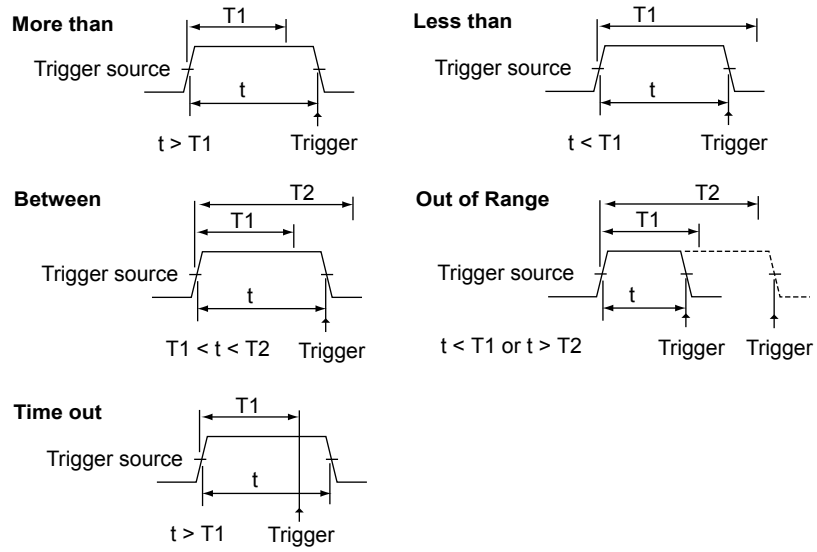 More than
T1
Trigger source
t
t > T1
Trigger
Less than
T1
Trigger source
t
t < T1
Trigger
Between
T2
T1
Trigger source
t
T1 < t < T2
Trigger
Out of Range
T2
T1
Trigger source
t
t < T1 or t > T2
Trigger
Trigger
Time out
T1
Trigger source
t
t > T1
Trigger